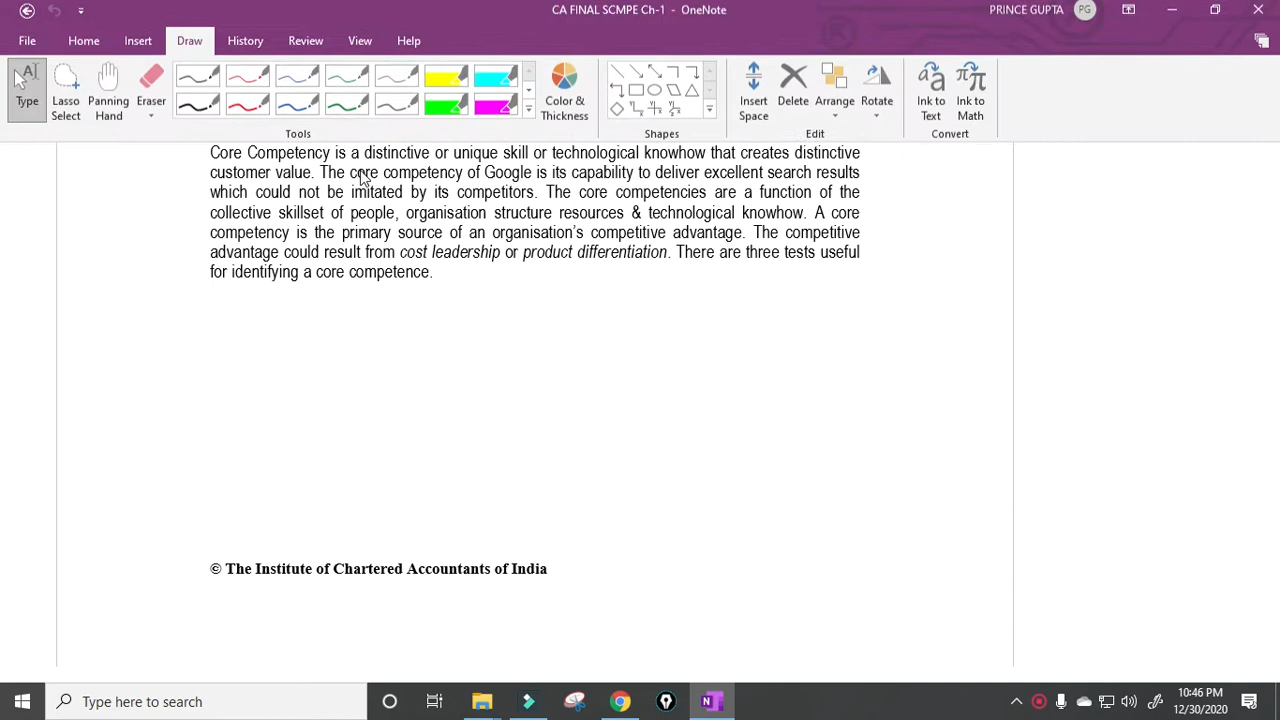 CA FINAL SCMPE Ch-1 - OneNote
PRINCE GUPTA PG
File Home Insert Draw History Review View Help
Type
Lasso Select
Panning Hand
Eraser
Color & Thickness
Insert Space
Delete
Arrange
Rotate
Ink to Text
Ink to Math
Tools Shapes Edit Convert
Core Competency is a distinctive or unique skill or technological knowhow that creates distinctive
customer value. The core competency of Google is its capability to deliver excellent search results
which could not be imitated by its competitors. The core competencies are a function of the
collective skillset of people, organisation structure resources & technological knowhow. A core
competency is the primary source of an organisation's competitive advantage. The competitive
advantage could result from cost leadership or product differentiation. There are three tests useful
for identifying a core competence.
© The Institute of Chartered Accountants of India
Type here to search
10:46 PM
12/30/2020